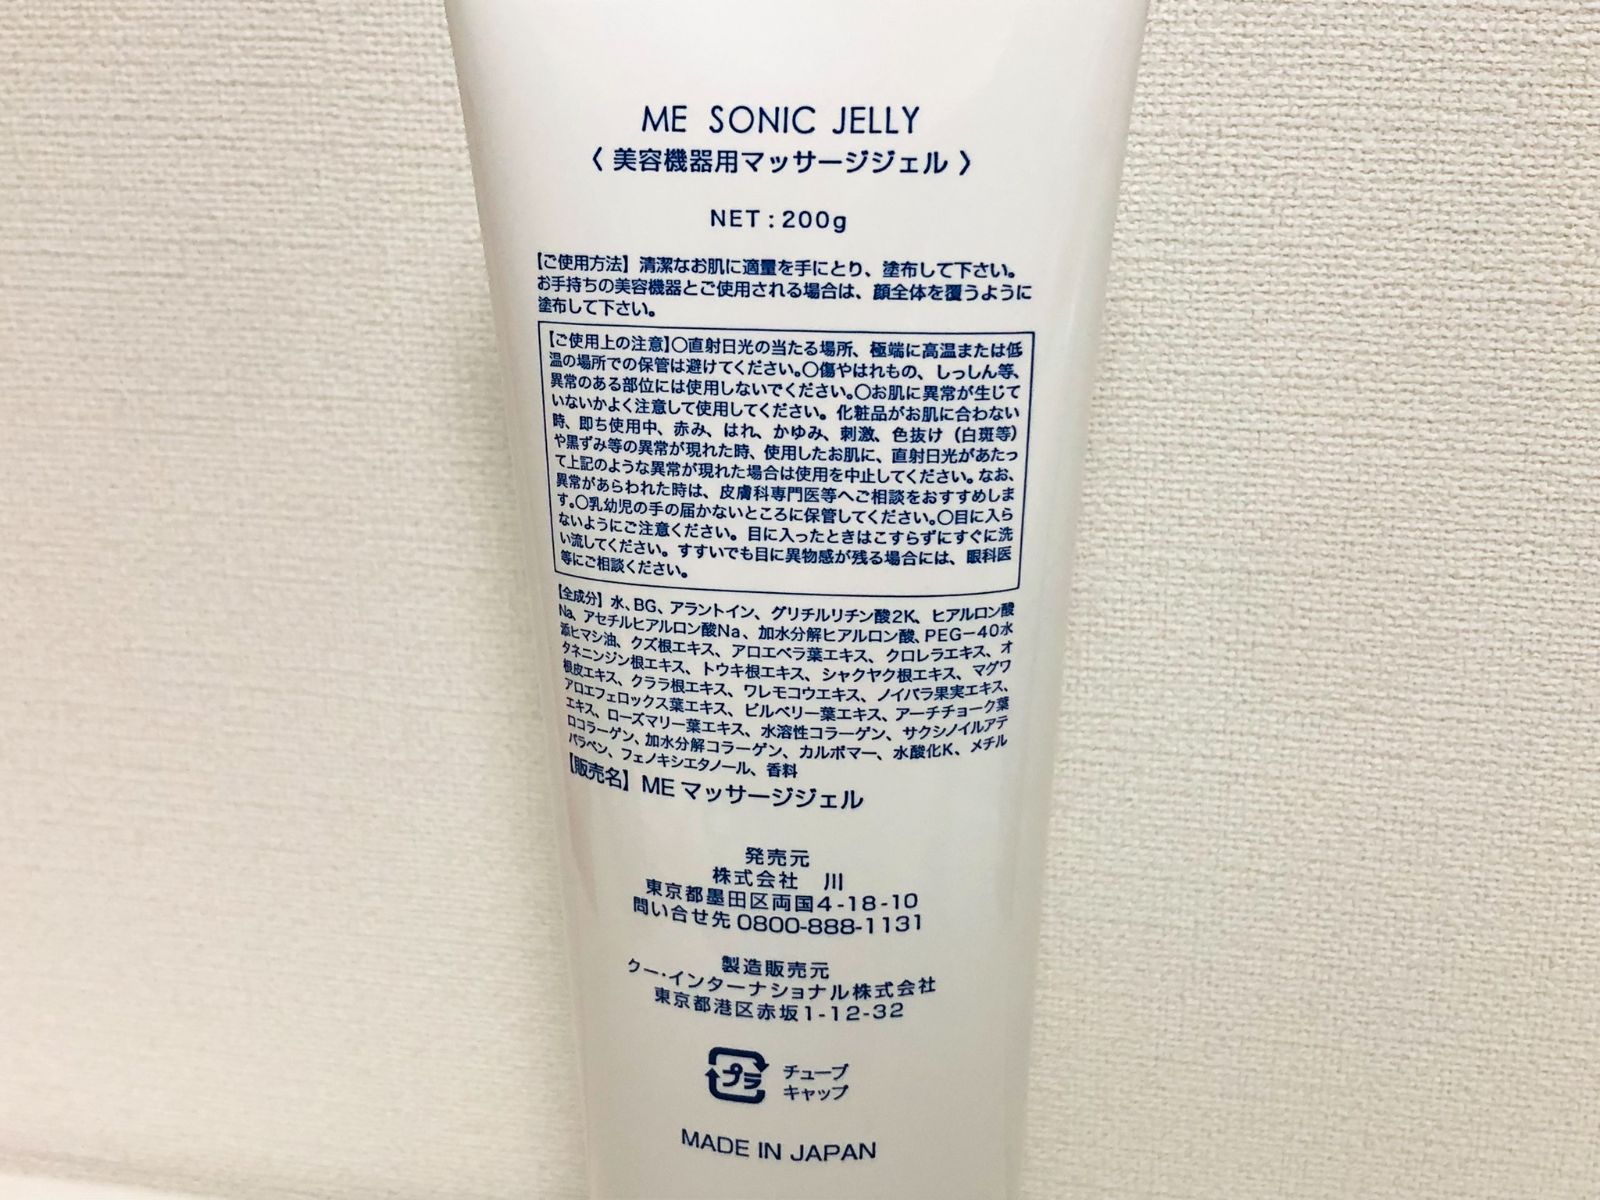 ME SONIC JELLY
〈 美容機器用マッサージジェル 〉
NET : 200g
【ご使用方法】清潔なお肌に適量を手にとり、塗布して下さい。
お手持ちの美容機器とご使用される場合は、顔全体を覆うように
塗布して下さい。
【ご使用上の注意】〇直射日光の当たる場所、極端に高温または低
温の場所での保管は避けてください。〇傷やはれもの、しっしん等、
異常のある部位には使用しないでください。〇お肌に異常が生じて
いないかよく注意して使用してください。化粧品がお肌に合わない
時、即ち使用中、赤み、はれ、かゆみ、刺激、色抜け（白斑等）
や黒ずみ等の異常が現れた時、使用したお肌に、直射日光があたっ
て上記のような異常が現れた場合は使用を中止してください。なお、
異常があらわれた時は、皮膚科専門医等へご相談をおすすめしま
す。〇乳幼児の手の届かないところに保管してください。〇目に入ら
ないようにご注意ください。目に入ったときはこすらずにすぐに洗
い流してください。すすいでも目に異物感が残る場合には、眼科医
等にご相談ください。
【全成分】水、BG、アラントイン、グリチルリチン酸2K、ヒアルロン酸
Na、アセチルヒアルロン酸Na、加水分解ヒアルロン酸、PEG－40水
添ヒマシ油、クズ根エキス、アロエベラ葉エキス、クロレラエキス、オ
タネニンジン根エキス、トウキ根エキス、シャクヤク根エキス、マグワ
根皮エキス、クララ根エキス、ワレモコウエキス、ノイバラ果実エキス、
アロエフェロックス葉エキス、ビルベリー葉エキス、アーチチョーク葉
エキス、ローズマリー葉エキス、水溶性コラーゲン、サクシノイルアテ
ロコラーゲン、加水分解コラーゲン、カルボマー、水酸化K、メチル
パラベン、フェノキシエタノール、香料
【販売名】ME マッサージジェル
発売元
株式会社 川
東京都墨田区両国4-18-10
問い合せ先 0800-888-1131
製造販売元
クー・インターナショナル株式会社
東京都港区赤坂1-12-32
プラ チューブ
キャップ
MADE IN JAPAN